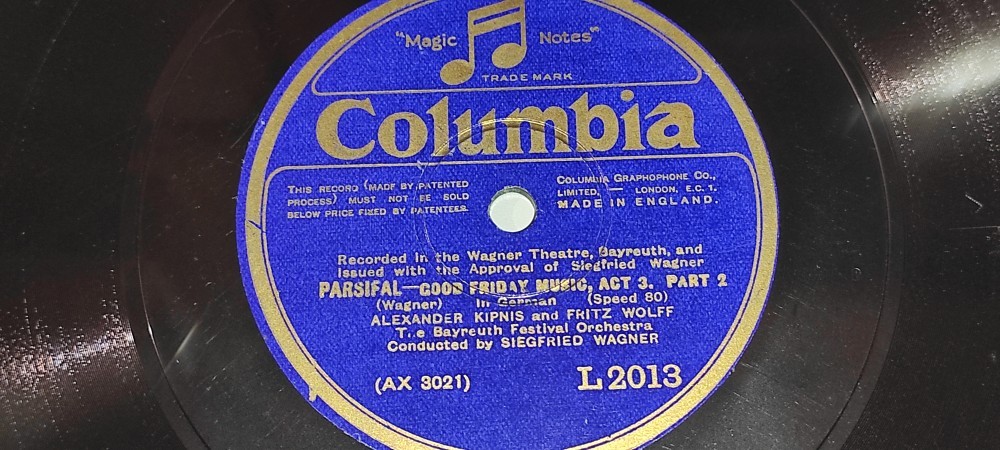 "Magic Notes"
TRADE MARK
Columbia
THIS RECORD (MADE BY PATENTED
PROCESS) MUST NOT BE SOLD
BELOW PRICE FIXED BY PATENTEES.
COLUMBIA GRAPHOPHONE CO.,
LIMITED, — LONDON, E.C. 1.
MADE IN ENGLAND.
Recorded in the Wagner Theatre, Bayreuth, and
Issued with the Approval of Siegfried Wagner
PARSIFAL—GOOD FRIDAY MUSIC, ACT 3. PART 2
(Wagner) In German (Speed 80)
ALEXANDER KIPNIS and FRITZ WOLFF
The Bayreuth Festival Orchestra
Conducted by SIEGFRIED WAGNER
(AX 3021) L2013